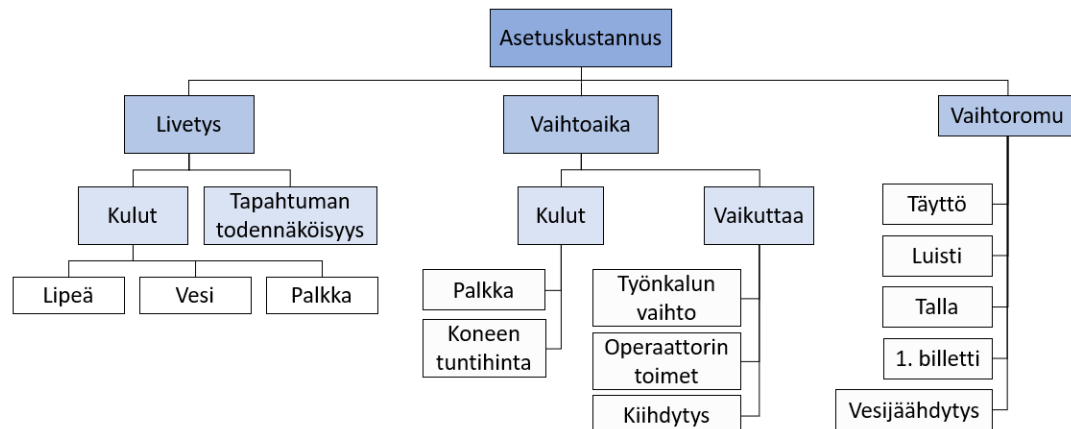 Asetuskustannus
Livetys
Vaihtoaika
Vaihtoromu
Kulut
Tapahtuman
todennäköisyys
Kulut
Vaikuttaa
Lipeä
Vesi
Palkka
Palkka
Koneen
tuntihinta
Työnkalun
vaihto
Operaattorin
toimet
Kiihdytys
Täyttö
Luisti
Talla
1. billetti
Vesijäähdytys